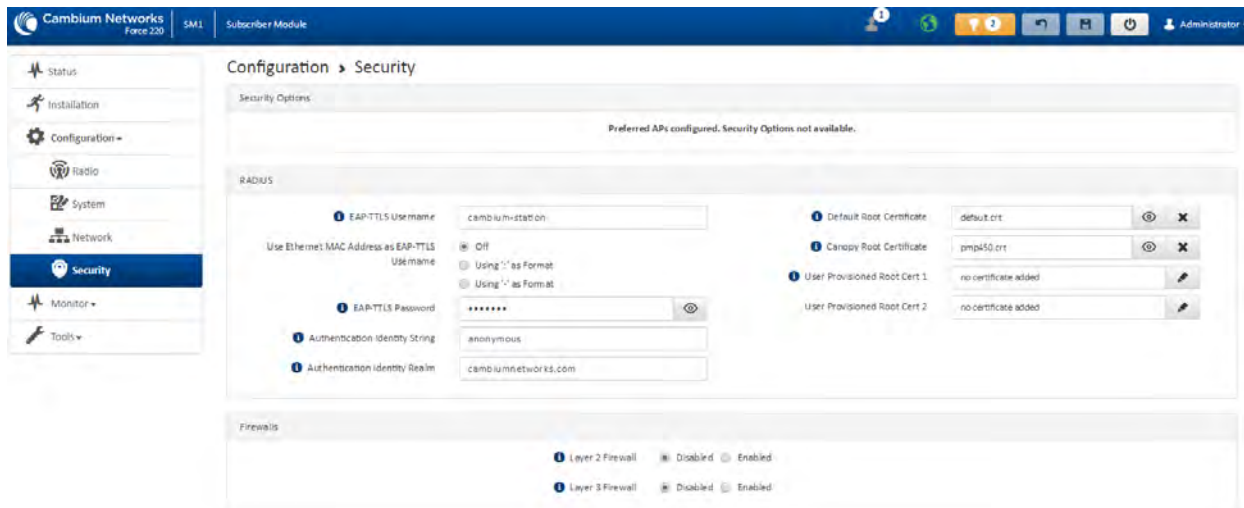 Cambium Networks
Force 220
SM1
Subscriber Module
1
2
Administrator
Status
Installation
Configuration
Radio
System
Network
Security
Monitor
Tools
Configuration > Security
Security Options
Preferred APs configured. Security Options not available.
RADIUS
EAP-TTLS Username
cambium-station
Use Ethernet MAC Address as EAP-TTLS
Username
Off
Using ':' as Format
Using '-' as Format
EAP-TTLS Password
•••••••
Authentication Identity String
anonymous
Authentication Identity Realm
cambiumnetworks.com
Default Root Certificate
default.crt
Canopy Root Certificate
pmp450.crt
User Provisioned Root Cert 1
no certificate added
User Provisioned Root Cert 2
no certificate added
Firewalls
Layer 2 Firewall Disabled Enabled
Layer 3 Firewall Disabled Enabled